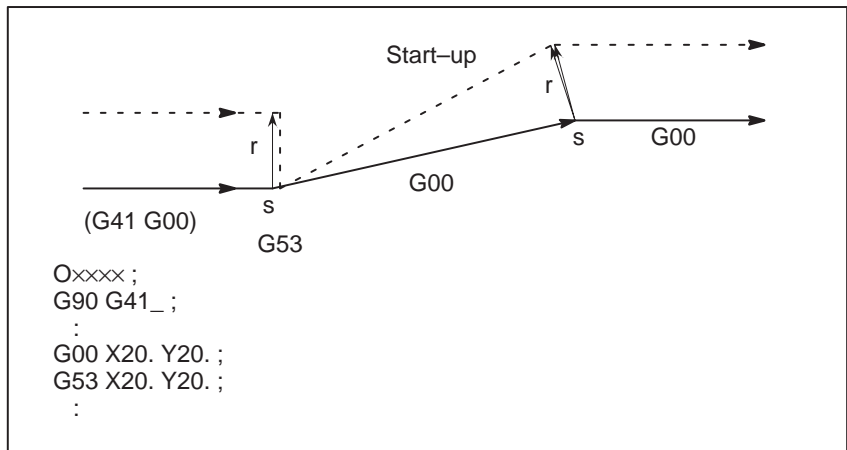 Start–up
r
r
s
G00
G00
s
(G41 G00)
G53
O×××× ;
G90 G41_ ;
:
G00 X20. Y20. ;
G53 X20. Y20. ;
: